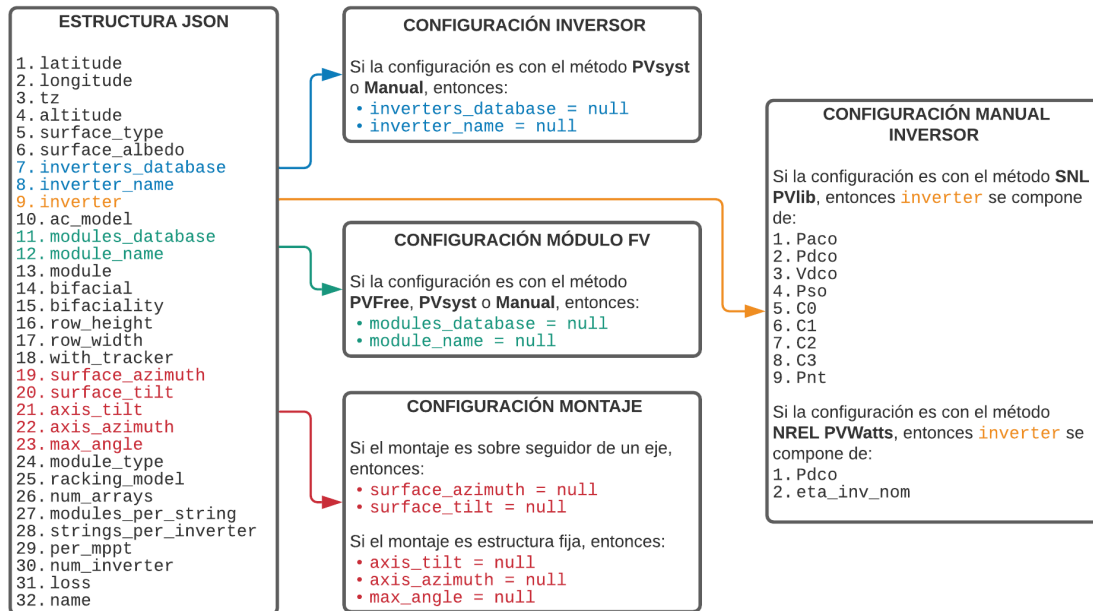 ESTRUCTURA JSON
1. latitude
2. longitude
3. tz
4. altitude
5. surface_type
6. surface_albedo
7. inverters_database
8. inverter_name
9. inverter
10. ac_model
11. modules_database
12. module_name
13. module
14. bifacial
15. bifaciality
16. row_height
17. row_width
18. with_tracker
19. surface_azimuth
20. surface_tilt
21. axis_tilt
22. axis_azimuth
23. max_angle
24. module_type
25. racking_model
26. num_arrays
27. modules_per_string
28. strings_per_inverter
29. per_mppt
30. num_inverter
31. loss
32. name
CONFIGURACIÓN INVERSOR
Si la configuración es con el método PVsyst
o Manual, entonces:
• inverters_database = null
• inverter_name = null
CONFIGURACIÓN MÓDULO FV
Si la configuración es con el método
PVFree, PVsyst o Manual, entonces:
• modules_database = null
• module_name = null
CONFIGURACIÓN MONTAJE
Si el montaje es sobre seguidor de un eje,
entonces:
• surface_azimuth = null
• surface_tilt = null
Si el montaje es estructura fija, entonces:
• axis_tilt = null
• axis_azimuth = null
• max_angle = null
CONFIGURACIÓN MANUAL
INVERSOR
Si la configuración es con el método SNL
PVlib, entonces inverter se compone
de:
1. Paco
2. Pdco
3. Vdco
4. Pso
5. C0
6. C1
7. C2
8. C3
9. Pnt
Si la configuración es con el método
NREL PVWatts, entonces inverter se
compone de:
1. Pdco
2. eta_inv_nom